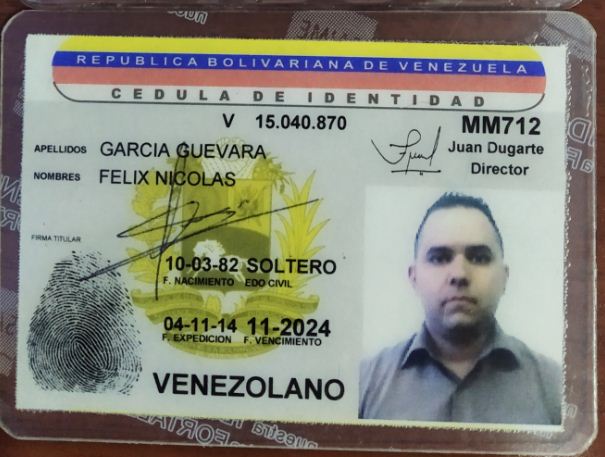 REPUBLICA BOLIVARIANA DE VENEZUELA
CEDULA DE IDENTIDAD
V 15.040.870
MM712
Juan Dugarte
Director
APELLIDOS GARCIA GUEVARA
NOMBRES FELIX NICOLAS
FIRMA TITULAR
10-03-82 SOLTERO
F. NACIMIENTO EDO CIVIL
04-11-14 11-2024
F. EXPEDICION F. VENCIMIENTO
VENEZOLANO